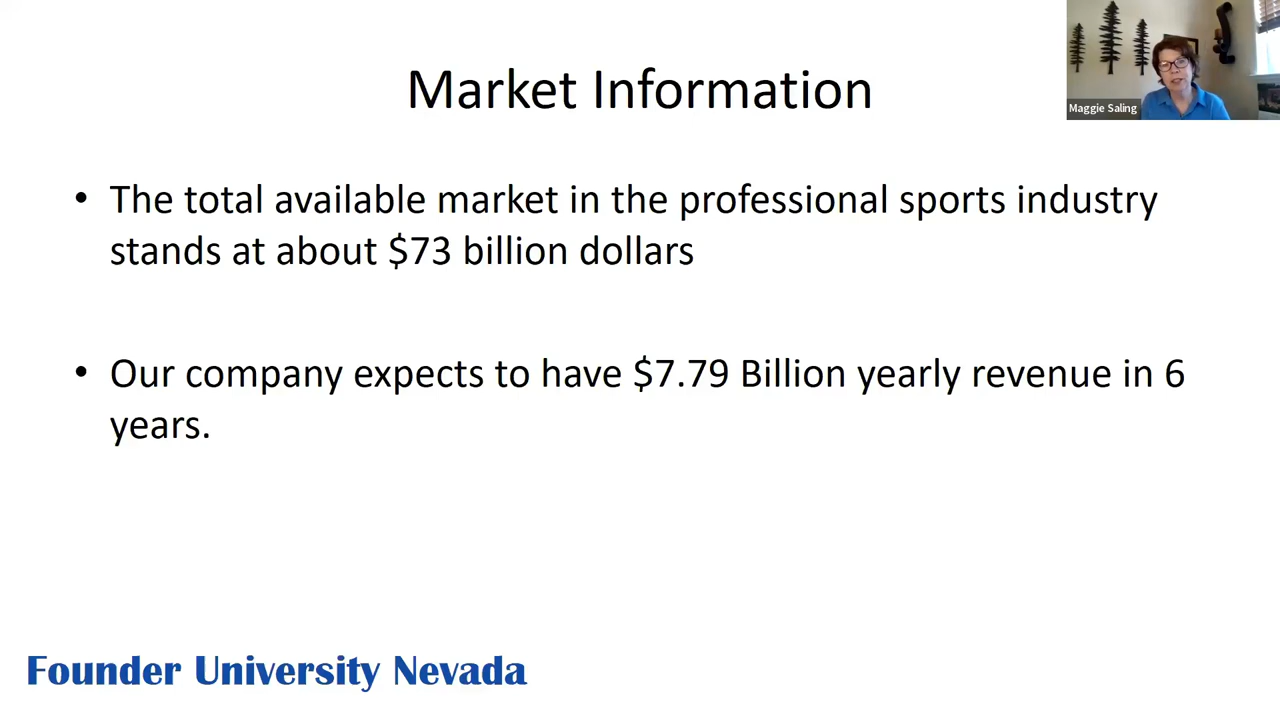 Market Information
Maggie Saling
• The total available market in the professional sports industry
stands at about $73 billion dollars
• Our company expects to have $7.79 Billion yearly revenue in 6
years.
Founder University Nevada